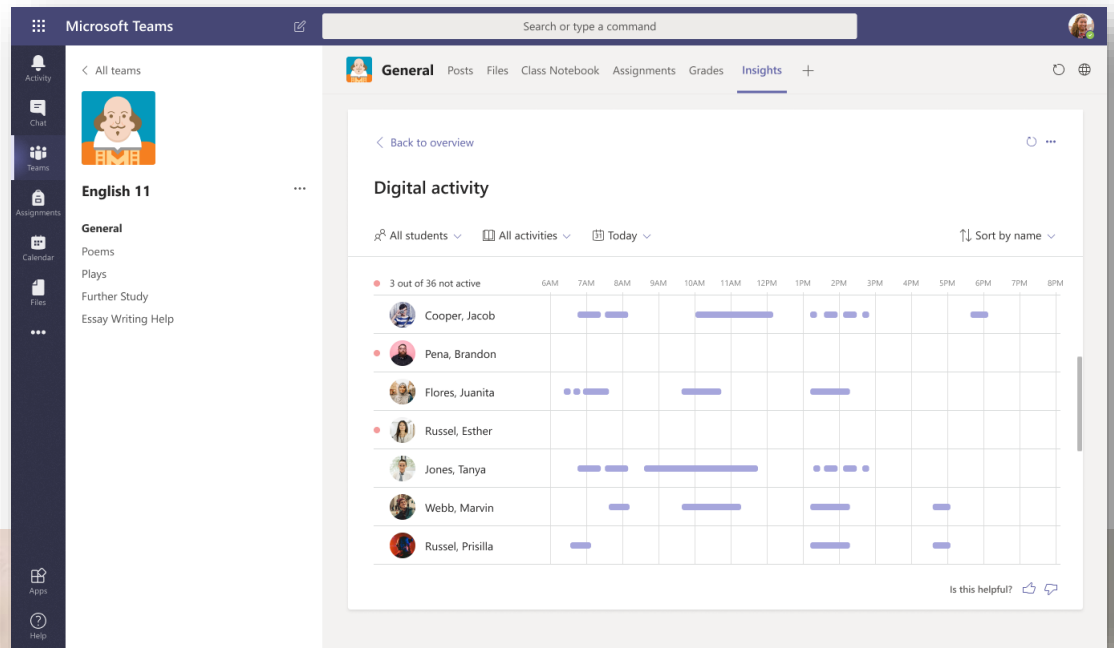 Microsoft Teams
Search or type a command
Activity
Chat
Teams
Assignments
Calendar
Files
Apps
Help
All teams
English 11
General
Poems
Plays
Further Study
Essay Writing Help
General Posts Files Class Notebook Assignments Grades Insights
Back to overview
Digital activity
All students All activities 31 Today Sort by name
3 out of 36 not active 6AM 7AM 8AM 9AM 10AM 11AM 12PM 1PM 2PM 3PM 4PM 5PM 6PM 7PM 8PM
Cooper, Jacob
Pena, Brandon
Flores, Juanita
Russel, Esther
Jones, Tanya
Webb, Marvin
Russel, Prisilla
Is this helpful?